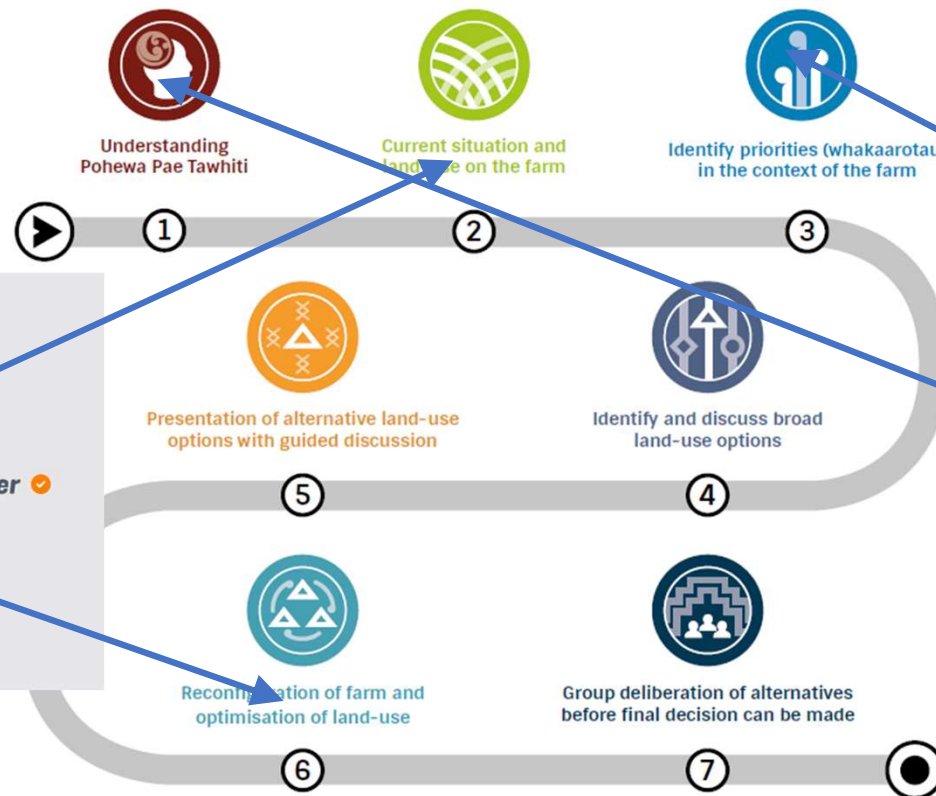 Understanding
Pohewa Pae Tawhiti
Current situation and
land-use on the farm
Identify priorities (whakaarotau
in the context of the farm
1
2
3
Presentation of alternative land-use
options with guided discussion
Identify and discuss broad
land-use options
er
5
4
Reconfiguration of farm and
optimisation of land-use
Group deliberation of alternatives
before final decision can be made
6
7